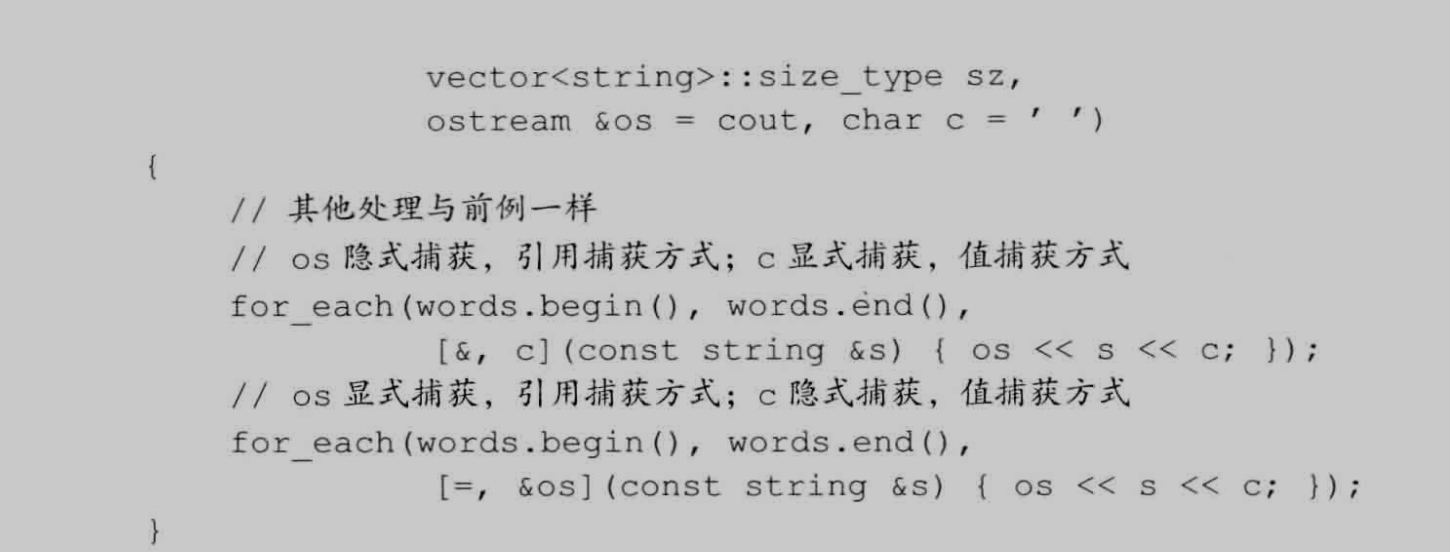 vector<string>::size_type sz,
ostream &os = cout, char c = ' ')
{
// 其他处理与前例一样
// os 隐式捕获，引用捕获方式；c 显式捕获，值捕获方式
for_each(words.begin(), words.end(),
[&, c](const string &s) { os << s << c; });
// os 显式捕获，引用捕获方式；c 隐式捕获，值捕获方式
for_each(words.begin(), words.end(),
[=, &os](const string &s) { os << s << c; });
}